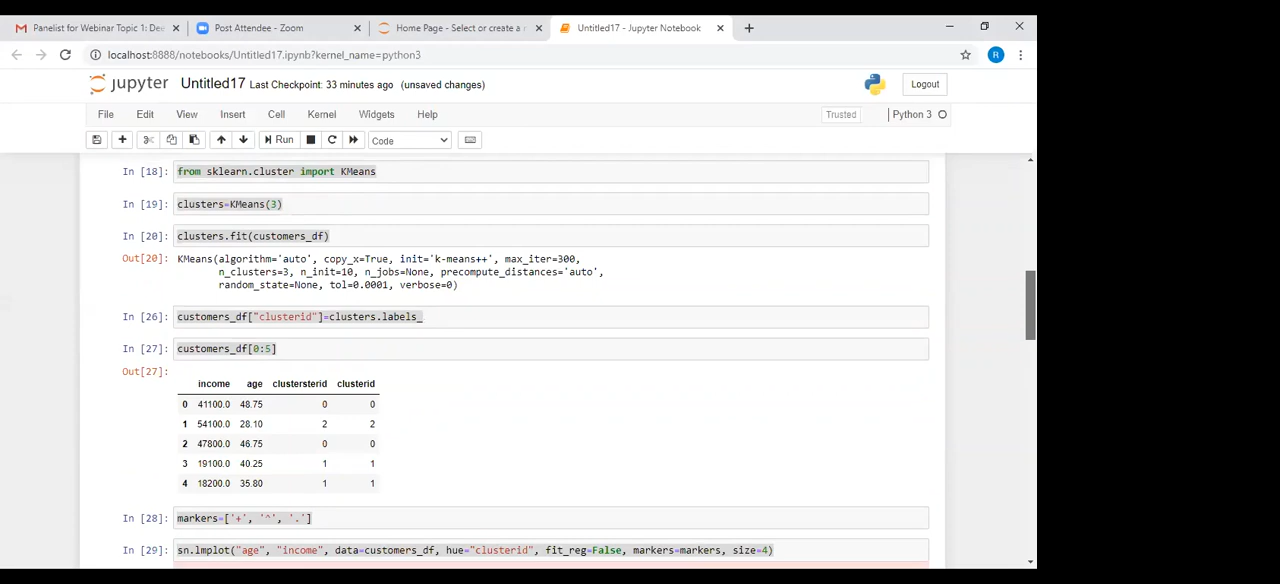 Panelist for Webinar Topic 1: Dee
Post Attendee - Zoom
Home Page - Select or create a n
Untitled17 - Jupyter Notebook
localhost:8888/notebooks/Untitled17.ipynb?kernel_name=python3
R
jupyter Untitled17 Last Checkpoint: 33 minutes ago (unsaved changes)
Logout
File Edit View Insert Cell Kernel Widgets Help
Trusted
Python 3
Run
Code
In [18]: from sklearn.cluster import KMeans
In [19]: clusters=KMeans(3)
In [20]: clusters.fit(customers_df)
Out[20]: KMeans(algorithm='auto', copy_x=True, init='k-means++', max_iter=300,
n_clusters=3, n_init=10, n_jobs=None, precompute_distances='auto',
random_state=None, tol=0.0001, verbose=0)
In [26]: customers_df["clusterid"]=clusters.labels_
In [27]: customers_df[0:5]
Out[27]:
income age clustersterid clusterid
0 41100.0 48.75 0 0
1 54100.0 28.10 2 2
2 47800.0 46.75 0 0
3 19100.0 40.25 1 1
4 18200.0 35.80 1 1
In [28]: markers=['+', '^', '.']
In [29]: sn.lmplot("age", "income", data=customers_df, hue="clusterid", fit_reg=False, markers=markers, size=4)